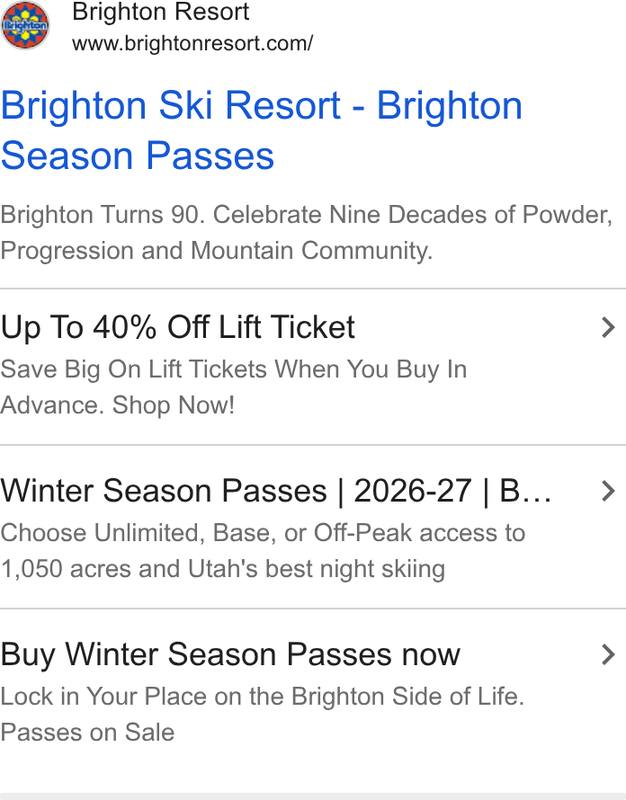 Brighton
Brighton Resort
www.brightonresort.com/
Brighton Ski Resort - Brighton
Season Passes
Brighton Turns 90. Celebrate Nine Decades of Powder,
Progression and Mountain Community.
Up To 40% Off Lift Ticket
Save Big On Lift Tickets When You Buy In
Advance. Shop Now!
Winter Season Passes | 2026-27 | B...
Choose Unlimited, Base, or Off-Peak access to
1,050 acres and Utah's best night skiing
Buy Winter Season Passes now
Lock in Your Place on the Brighton Side of Life.
Passes on Sale